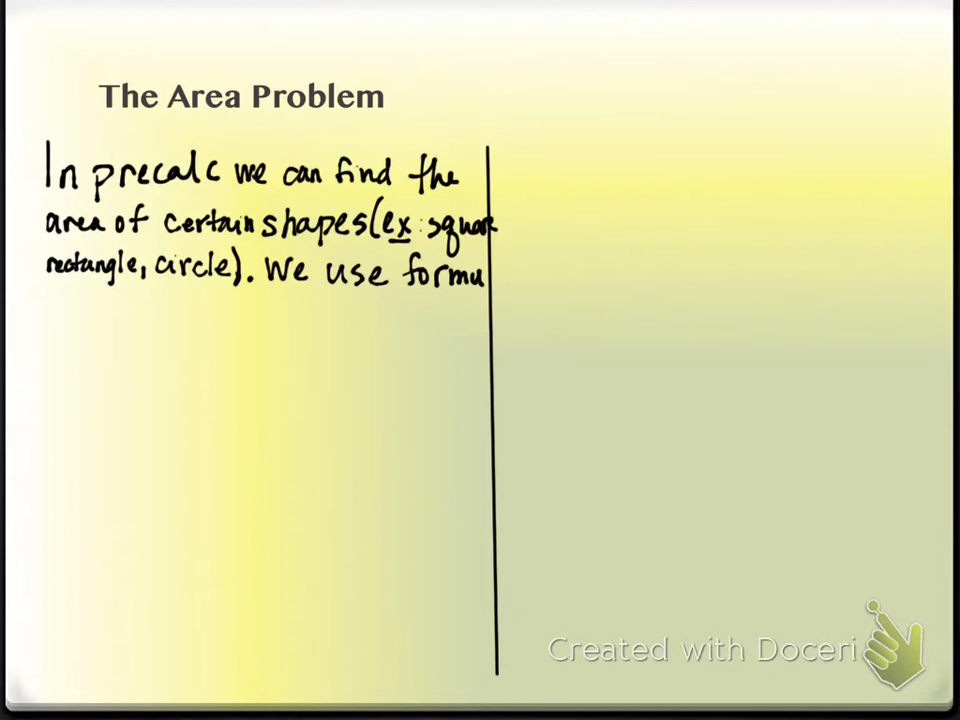 The Area Problem
In precalc we can find the
area of certain shapes (ex: square
rectangle, circle). We use formu
Created with Doceri